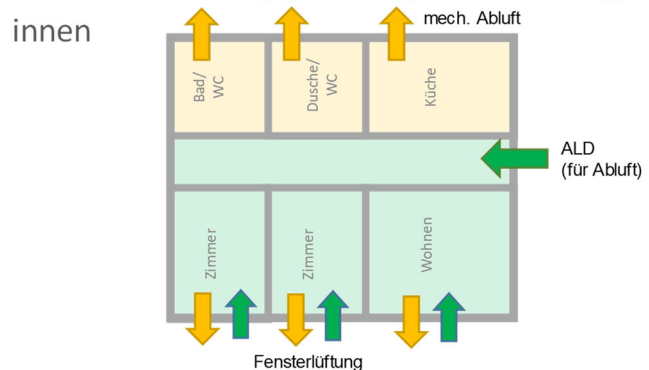 innen
mech. Abluft
Bad/
WC
Dusche/
WC
Küche
ALD
(für Abluft)
Zimmer
Zimmer
Wohnen
Fensterlüftung